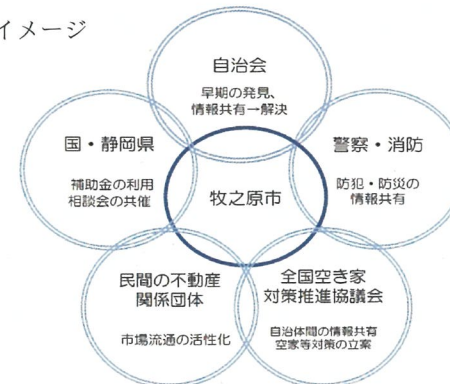 イメージ
自治会
早期の発見、
情報共有→解決
国・静岡県
補助金の利用
相談会の共催
警察・消防
防犯・防災の
情報共有
牧之原市
民間の不動産
関係団体
市場流通の活性化
全国空き家
対策推進協議会
自治体間の情報共有
空家等対策の立案